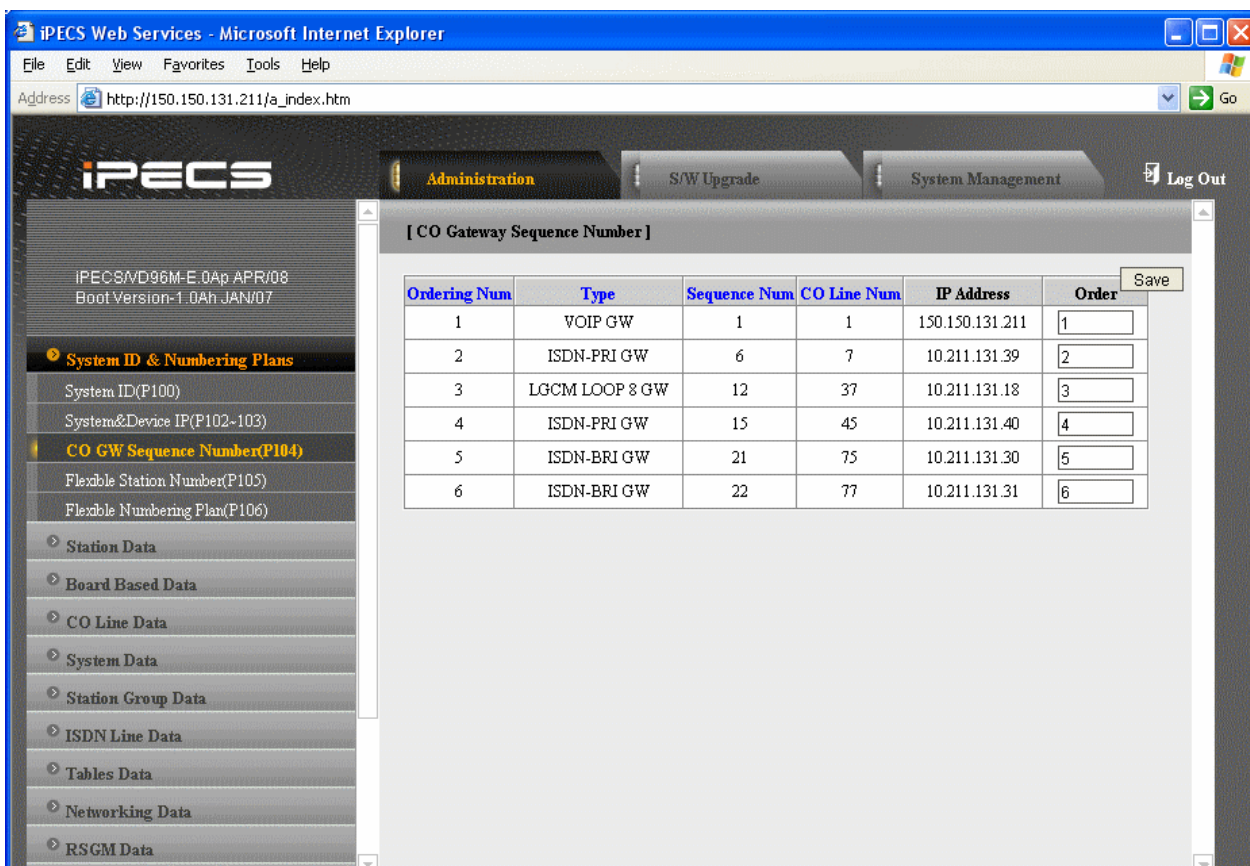 iPECS Web Services - Microsoft Internet Explorer
File Edit View Favorites Tools Help
Address http://150.150.131.211/a_index.htm Go
iPECS
Administration S/W Upgrade System Management Log Out
iPECS/VD96M-E.0Ap APR/08
Boot Version-1.0Ah JAN/07
System ID & Numbering Plans
System ID(P100)
System&Device IP(P102~103)
CO GW Sequence Number(P104)
Flexible Station Number(P105)
Flexible Numbering Plan(P106)
Station Data
Board Based Data
CO Line Data
System Data
Station Group Data
ISDN Line Data
Tables Data
Networking Data
RSGM Data
[ CO Gateway Sequence Number ]
Save
Ordering Num Type Sequence Num CO Line Num IP Address Order
1 VOIP GW 1 1 150.150.131.211 1
2 ISDN-PRI GW 6 7 10.211.131.39 2
3 LGCM LOOP 8 GW 12 37 10.211.131.18 3
4 ISDN-PRI GW 15 45 10.211.131.40 4
5 ISDN-BRI GW 21 75 10.211.131.30 5
6 ISDN-BRI GW 22 77 10.211.131.31 6